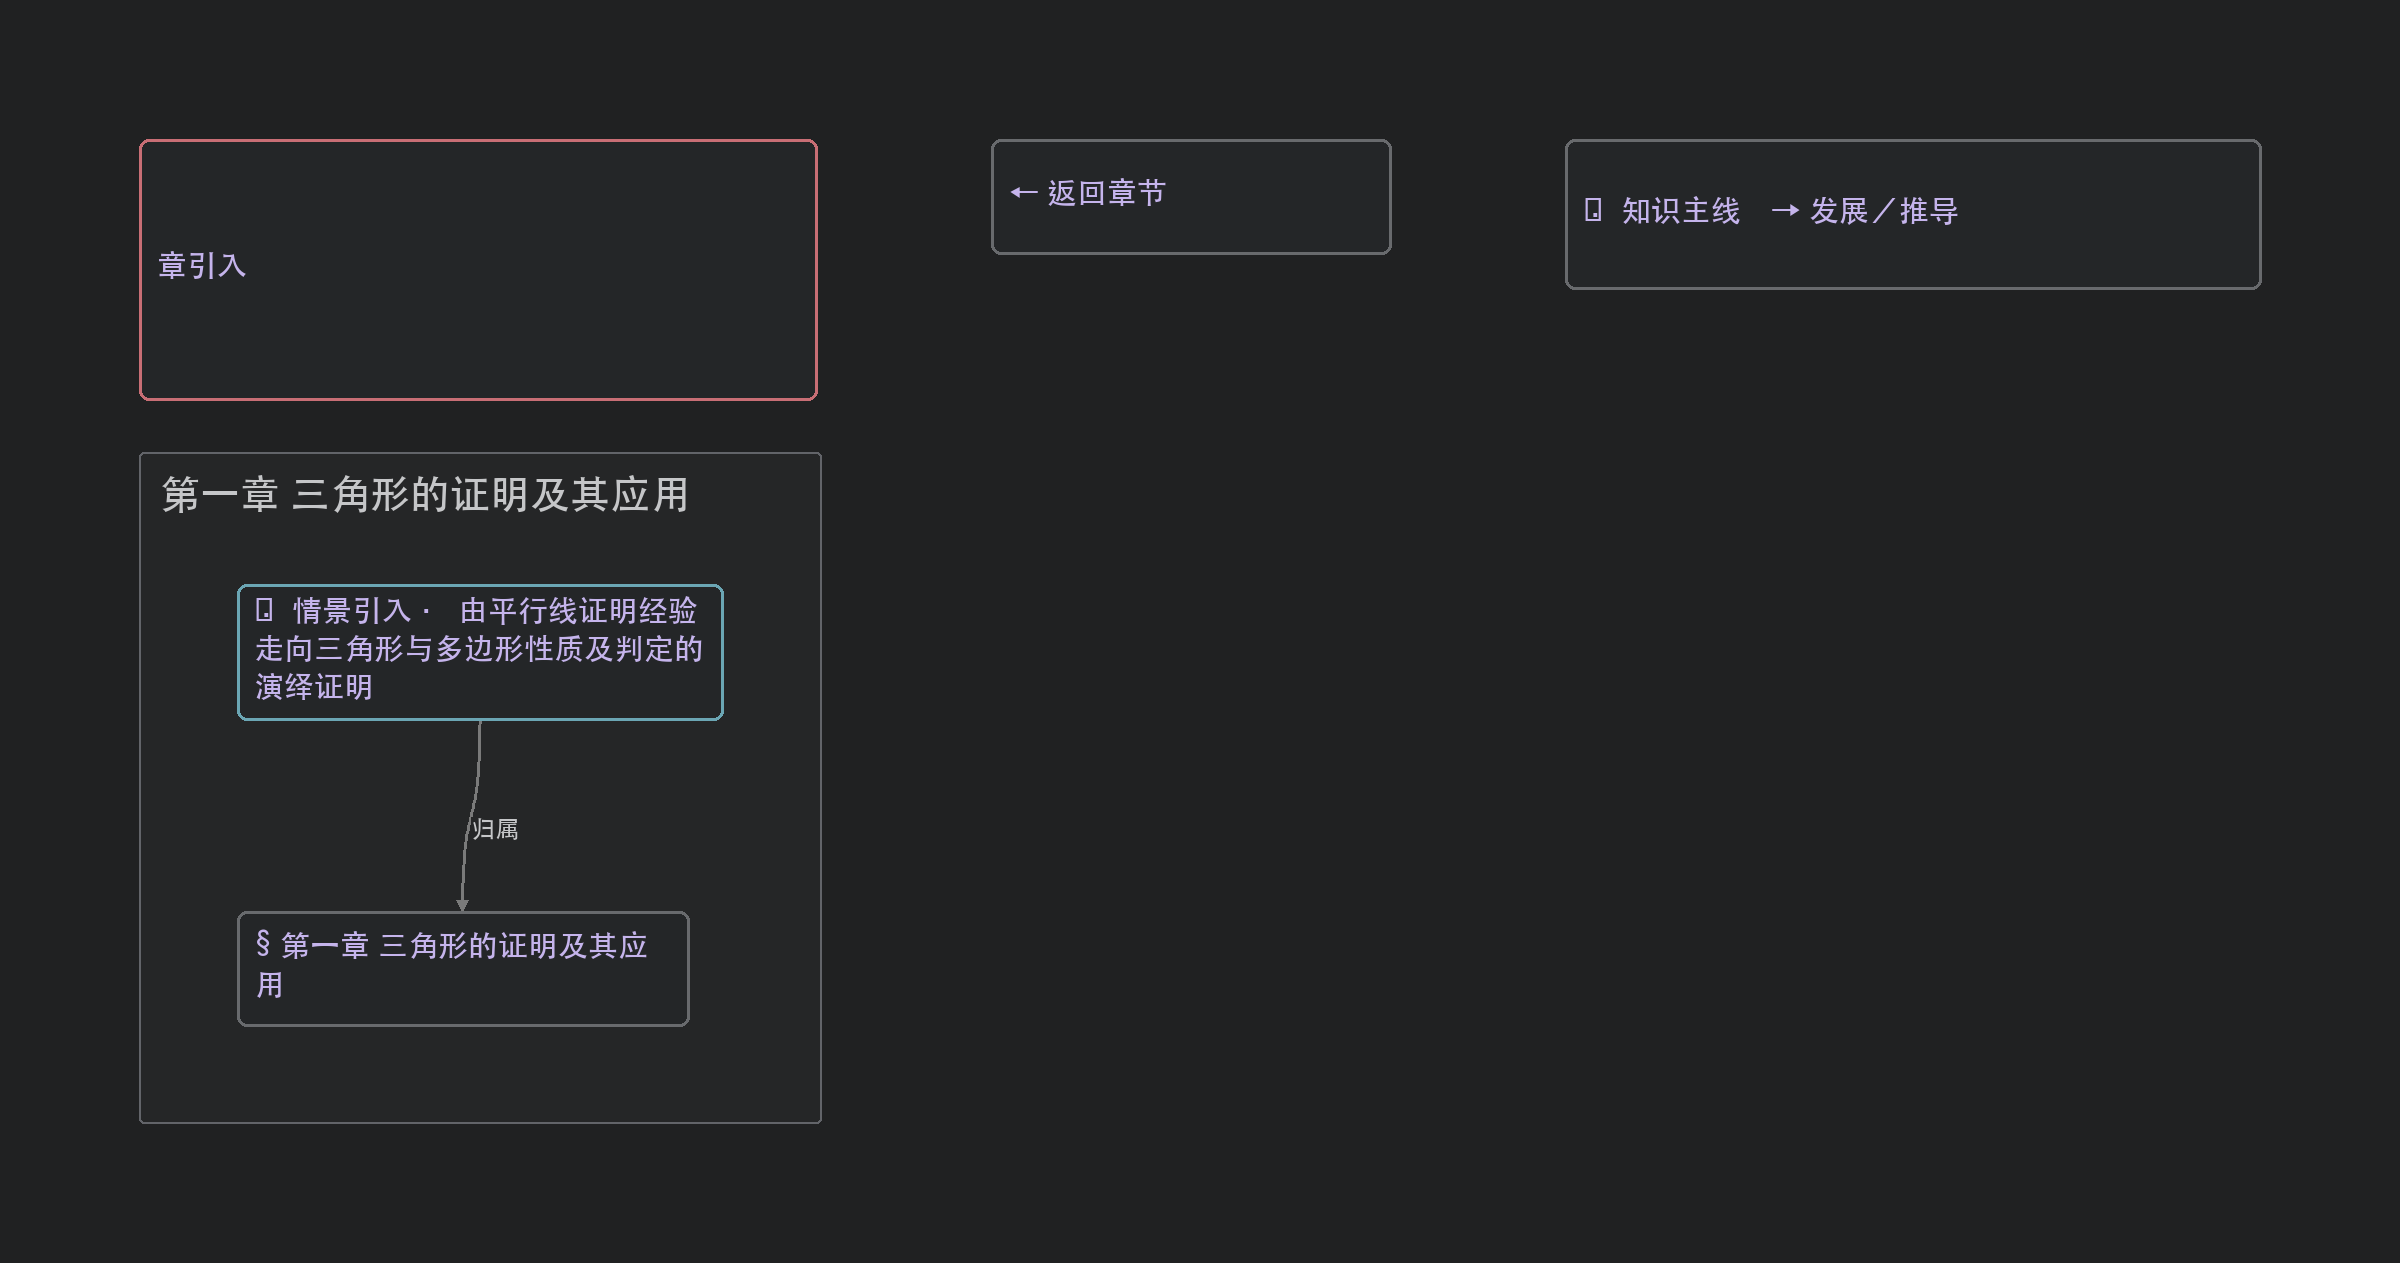 章引入
← 返回章节
知识主线 → 发展／推导
第一章 三角形的证明及其应用
情景引入 · 由平行线证明经验
走向三角形与多边形性质及判定的
演绎证明
归属
§ 第一章 三角形的证明及其应
用